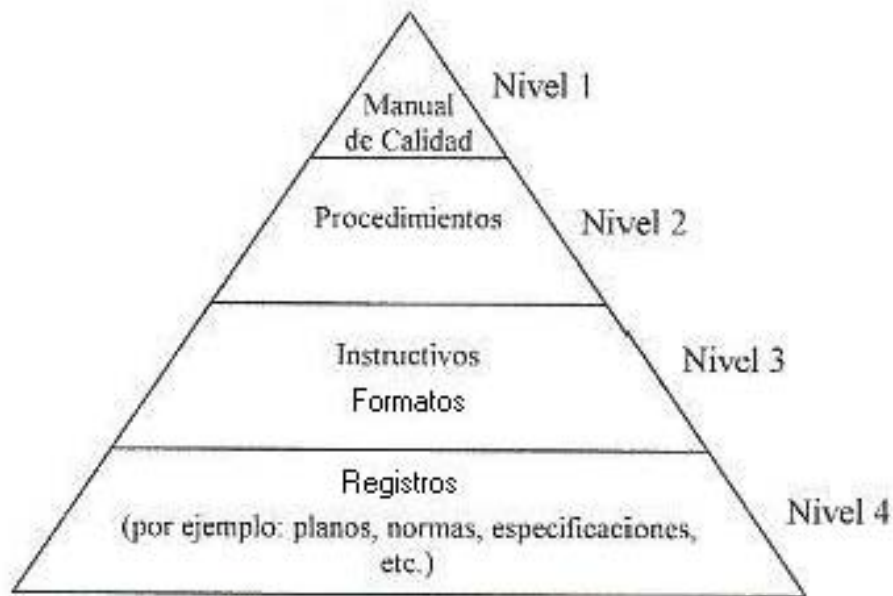 Nivel 1
Manual
de Calidad
Procedimientos
Nivel 2
Instructivos
Nivel 3
Formatos
Registros
Nivel 4
(por ejemplo: planos, normas, especificaciones,
etc.)